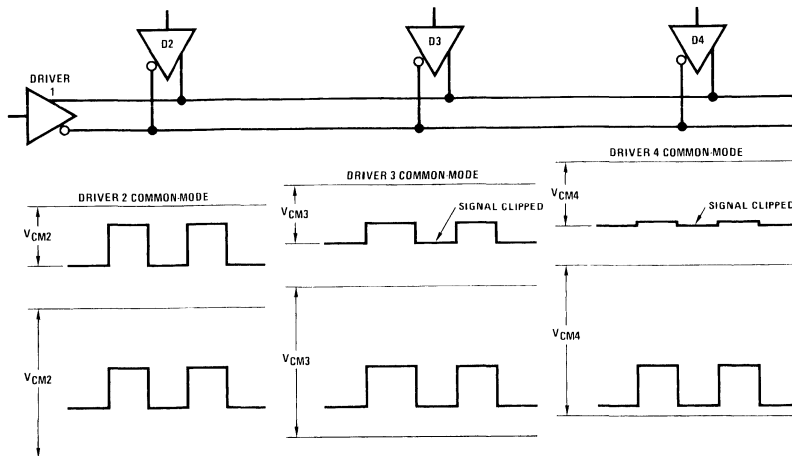 D2
D3
D4
DRIVER
1
DRIVER 2 COMMON-MODE
DRIVER 3 COMMON-MODE
DRIVER 4 COMMON-MODE
VCM2
VCM3
SIGNAL CLIPPED
VCM4
SIGNAL CLIPPED
VCM2
VCM3
VCM4